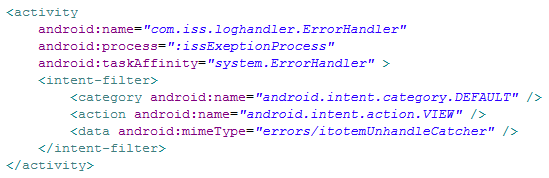 <activity
android:name="com.iss.loghandler.ErrorHandler"
android:process=":issExeptionProcess"
android:taskAffinity="system.ErrorHandler" >
<intent-filter>
<category android:name="android.intent.category.DEFAULT" />
<action android:name="android.intent.action.VIEW" />
<data android:mimeType="errors/itotemUnhandleCatcher" />
</intent-filter>
</activity>